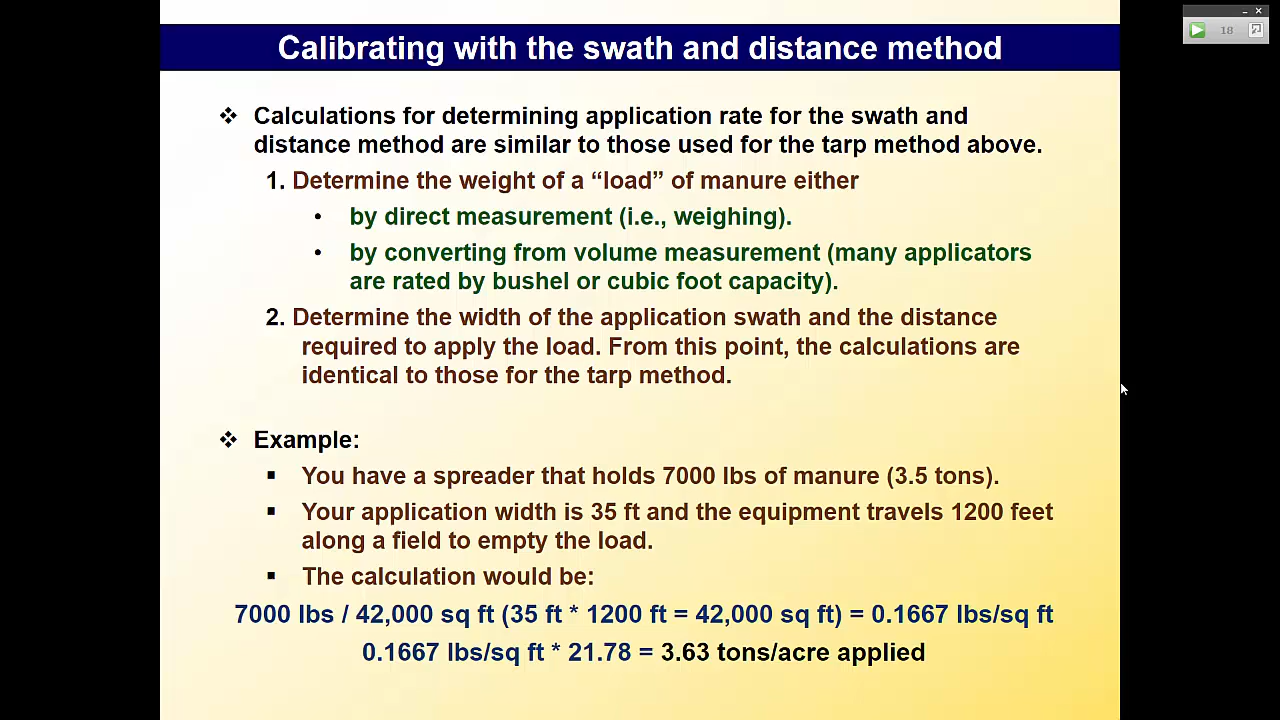 Calibrating with the swath and distance method
18
❖ Calculations for determining application rate for the swath and
distance method are similar to those used for the tarp method above.
1. Determine the weight of a “load” of manure either
• by direct measurement (i.e., weighing).
• by converting from volume measurement (many applicators
are rated by bushel or cubic foot capacity).
2. Determine the width of the application swath and the distance
required to apply the load. From this point, the calculations are
identical to those for the tarp method.
❖ Example:
▪ You have a spreader that holds 7000 lbs of manure (3.5 tons).
▪ Your application width is 35 ft and the equipment travels 1200 feet
along a field to empty the load.
▪ The calculation would be:
7000 lbs / 42,000 sq ft (35 ft * 1200 ft = 42,000 sq ft) = 0.1667 lbs/sq ft
0.1667 lbs/sq ft * 21.78 = 3.63 tons/acre applied